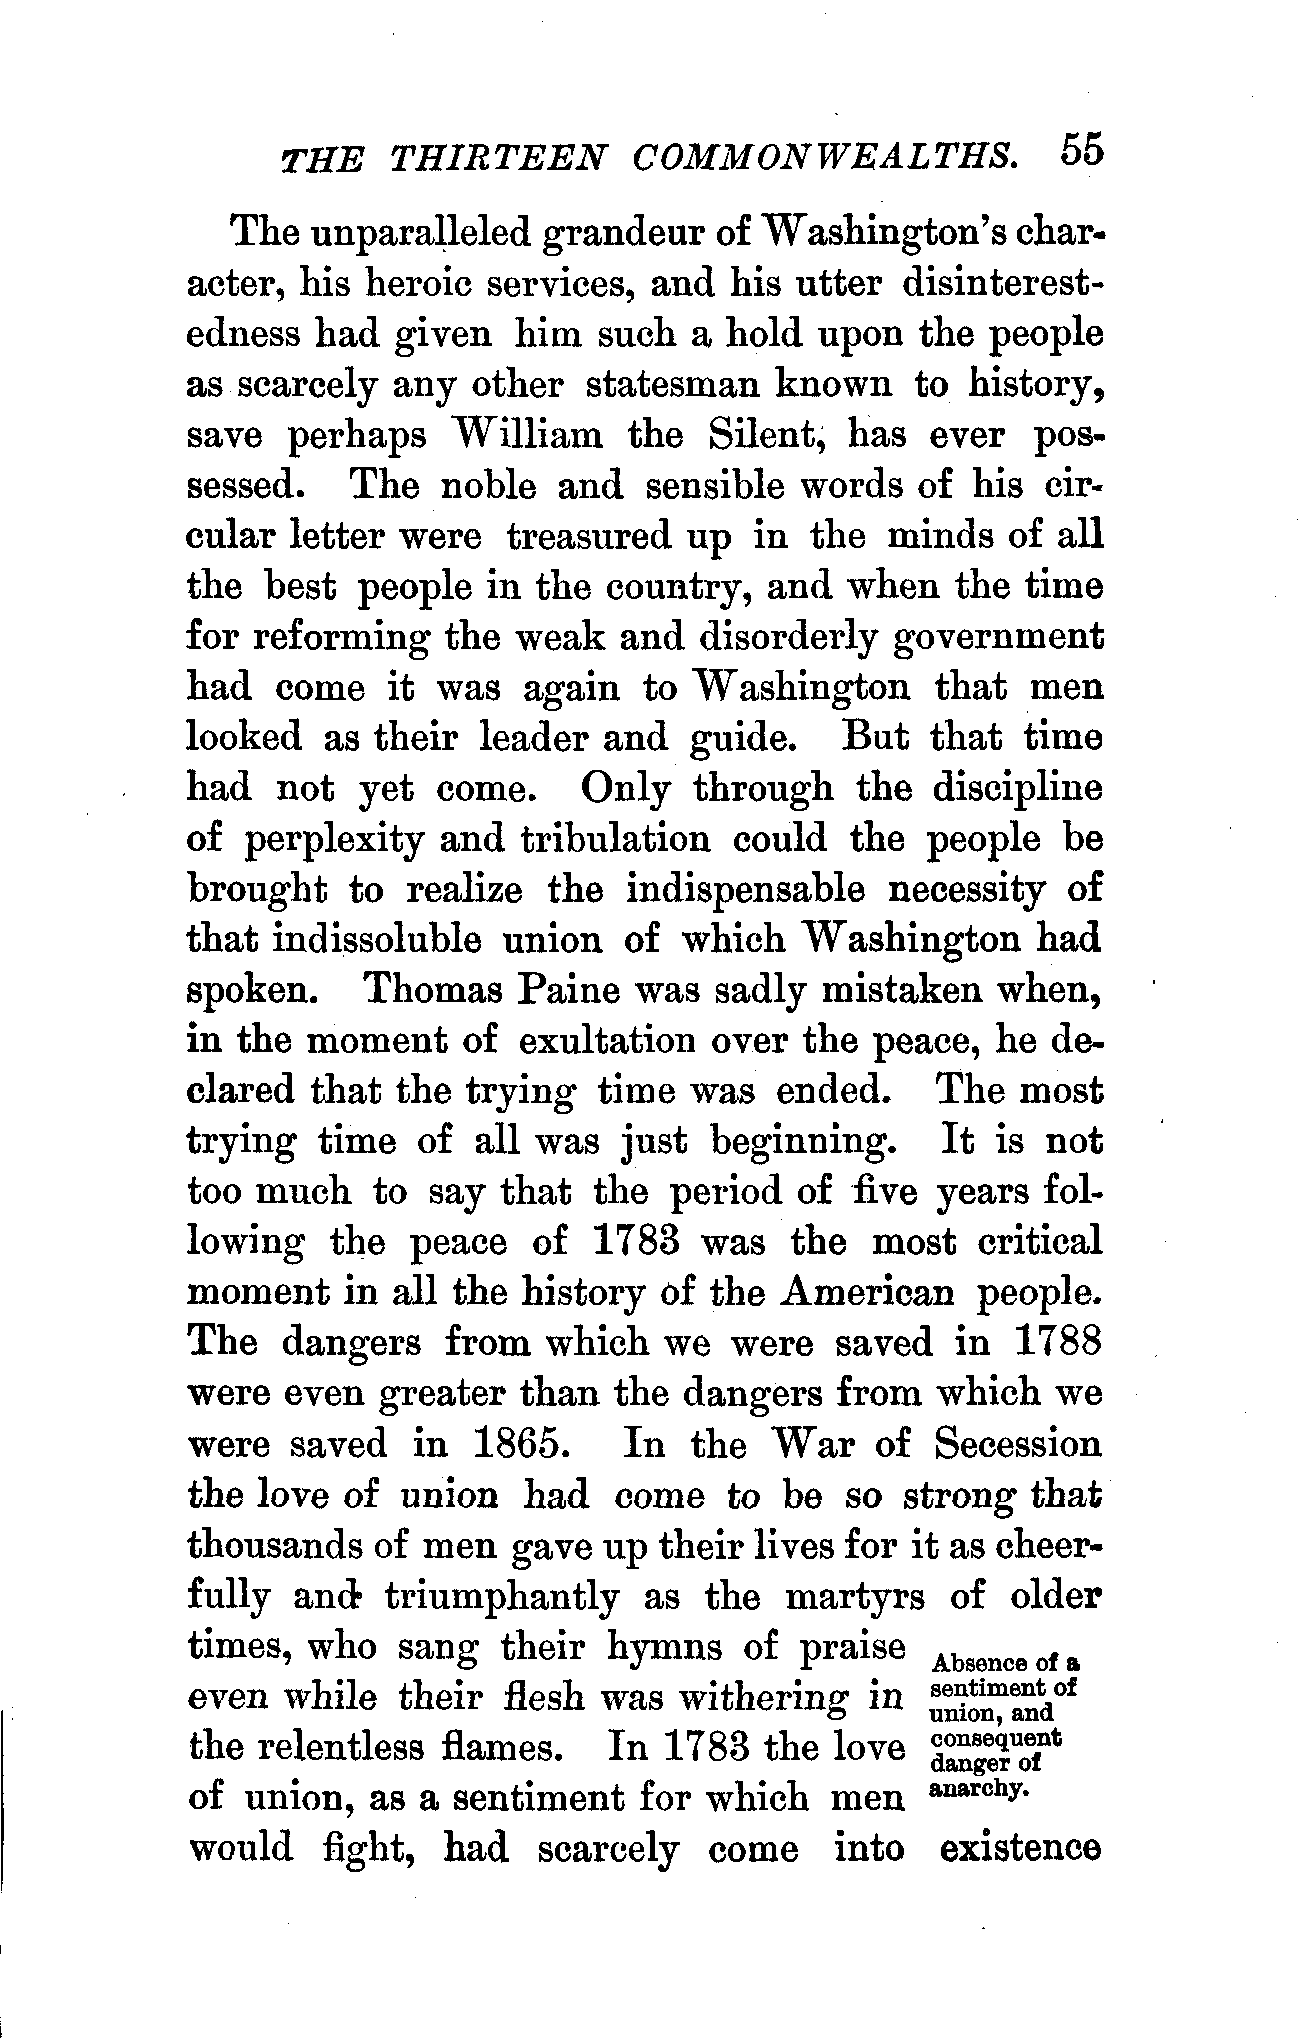 THE THIRTEEN COMMONWEALTHS. 55
The unparalleled grandeur of Washington's char-
acter, his heroic services, and his utter disinterest-
edness had given him such a hold upon the people
as scarcely any other statesman known to history,
save perhaps William the Silent, has ever pos-
sessed. The noble and sensible words of his cir-
cular letter were treasured up in the minds of all
the best people in the country, and when the time
for reforming the weak and disorderly government
had come it was again to Washington that men
looked as their leader and guide. But that time
had not yet come. Only through the discipline
of perplexity and tribulation could the people be
brought to realize the indispensable necessity of
that indissoluble union of which Washington had
spoken. Thomas Paine was sadly mistaken when,
in the moment of exultation over the peace, he de-
clared that the trying time was ended. The most
trying time of all was just beginning. It is not
too much to say that the period of five years fol-
lowing the peace of 1783 was the most critical
moment in all the history of the American people.
The dangers from which we were saved in 1788
were even greater than the dangers from which we
were saved in 1865. In the War of Secession
the love of union had come to be so strong that
thousands of men gave up their lives for it as cheer-
fully and triumphantly as the martyrs of older
times, who sang their hymns of praise
even while their flesh was withering in
the relentless flames. In 1783 the love
of union, as a sentiment for which men
would fight, had scarcely come into existence
Absence of a
sentiment of
union, and
consequent
danger of
anarchy.